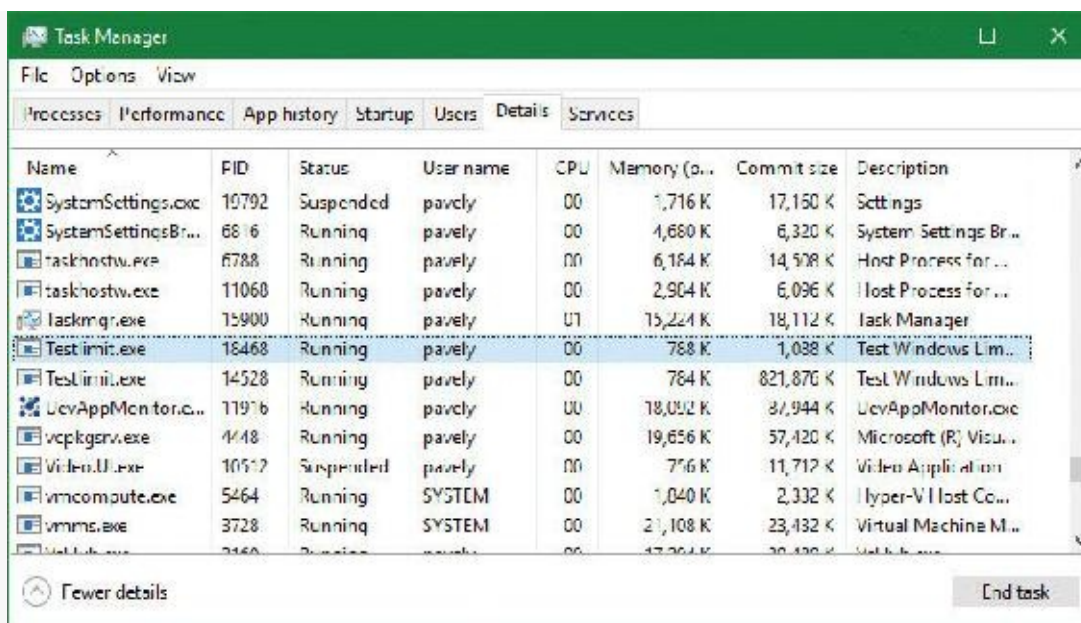 Task Manager
File Options View
Processes Performance App history Startup Users Details Services
Name PID Status User name CPU Memory (p... Commit size Description
SystemSettings.exe 19792 Suspended pavely 00 1,716 K 17,160 K Settings
SystemSettingsBr... 6816 Running pavely 00 4,680 K 6,320 K System Settings Br...
taskhostw.exe 6788 Running pavely 00 6,184 K 14,508 K Host Process for ...
taskhostw.exe 11068 Running pavely 00 2,904 K 6,096 K Host Process for ...
Taskmgr.exe 15900 Running pavely 01 15,224 K 18,112 K Task Manager
Testlimit.exe 18468 Running pavely 00 788 K 1,088 K Test Windows Lim...
Testlimit.exe 14528 Running pavely 00 784 K 821,876 K Test Windows Lim...
UevAppMonitor.e... 11916 Running pavely 00 18,092 K 37,944 K UevAppMonitor.exe
vcpkgsrv.exe 4448 Running pavely 00 19,656 K 57,420 K Microsoft (R) Visu...
Video.UI.exe 10512 Suspended pavely 00 756 K 11,712 K Video Application
vmcompute.exe 5464 Running SYSTEM 00 1,840 K 2,332 K Hyper-V Host Co...
vmms.exe 3728 Running SYSTEM 00 21,108 K 23,432 K Virtual Machine M...
Fewer details End task